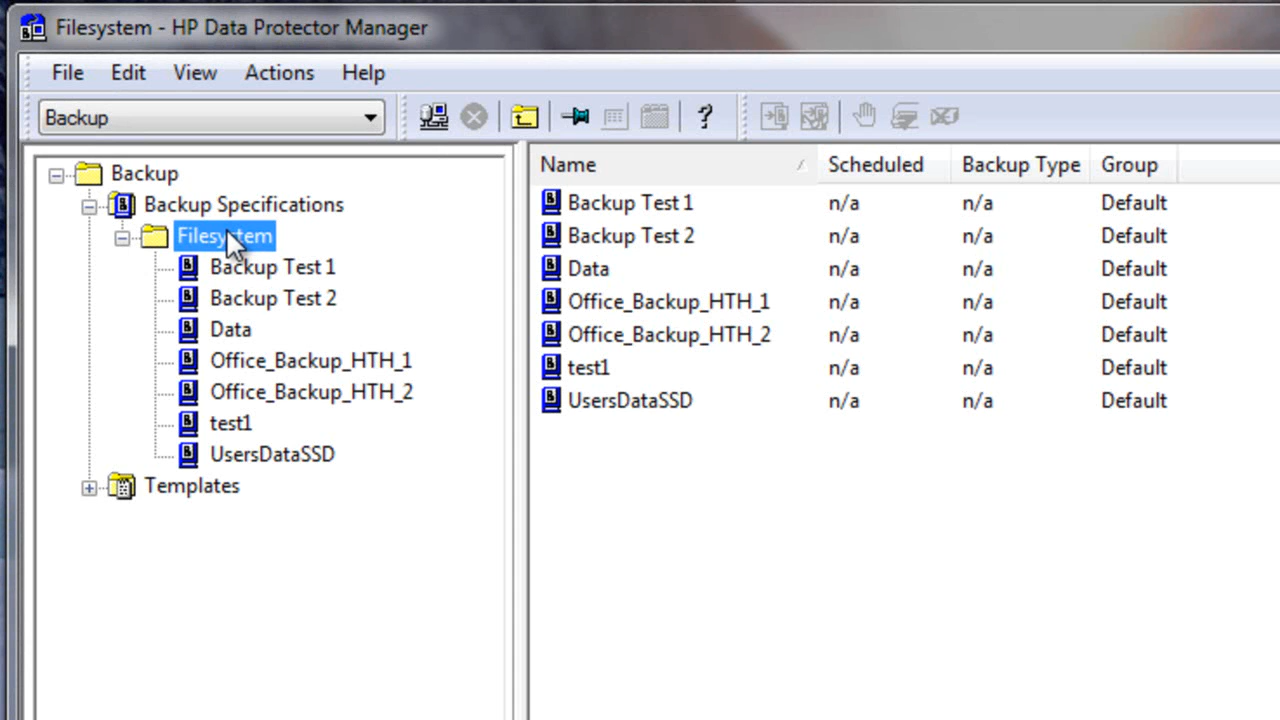 Filesystem - HP Data Protector Manager
File Edit View Actions Help
Backup
Backup
Backup Specifications
Filesystem
Backup Test 1
Backup Test 2
Data
Office_Backup_HTH_1
Office_Backup_HTH_2
test1
UsersDataSSD
Templates
Name Scheduled Backup Type Group
Backup Test 1 n/a n/a Default
Backup Test 2 n/a n/a Default
Data n/a n/a Default
Office_Backup_HTH_1 n/a n/a Default
Office_Backup_HTH_2 n/a n/a Default
test1 n/a n/a Default
UsersDataSSD n/a n/a Default